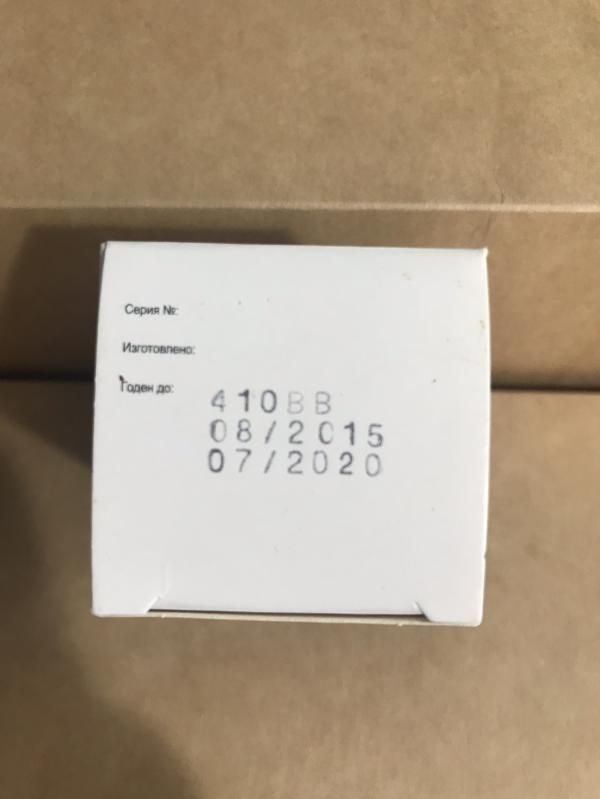 Серия №:
Изготовлено:
Годен до:
410BB
08/2015
07/2020